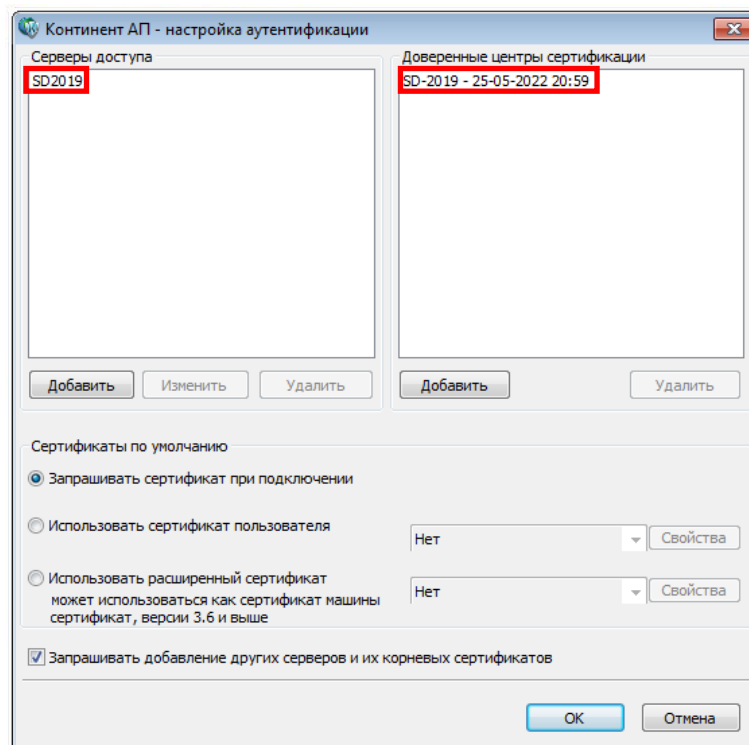 Континент АП - настройка аутентификации
Серверы доступа
SD2019
Добавить
Изменить
Удалить
Доверенные центры сертификации
SD-2019 - 25-05-2022 20:59
Добавить
Удалить
Сертификаты по умолчанию
Запрашивать сертификат при подключении
Использовать сертификат пользователя
Нет
Свойства
Использовать расширенный сертификат
может использоваться как сертификат машины
сертификат, версии 3.6 и выше
Нет
Свойства
Запрашивать добавление других серверов и их корневых сертификатов
ОК
Отмена